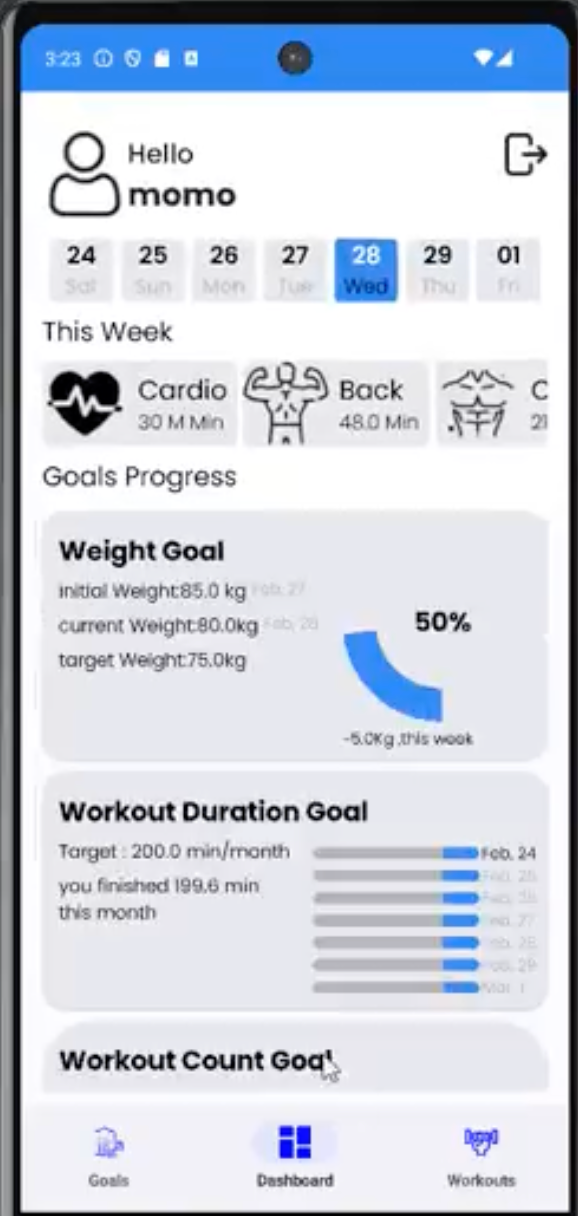 3:23
Hello
momo
24 25 26 27 28 29 01
Sat Sun Mon Tue Wed Thu Fri
This Week
Cardio
30 M Min
Back
48.0 Min
C
21
Goals Progress
Weight Goal
initial Weight:85.0 kg Feb, 27
current Weight:80.0kg Feb, 28
target Weight:75.0kg
50%
-5.0Kg ,this week
Workout Duration Goal
Target : 200.0 min/month
you finished 199.6 min
this month
Feb, 24
Feb, 25
Feb, 26
Feb, 27
Feb, 28
Feb, 29
Mar, 1
Workout Count Goal
Goals Dashboard Workouts